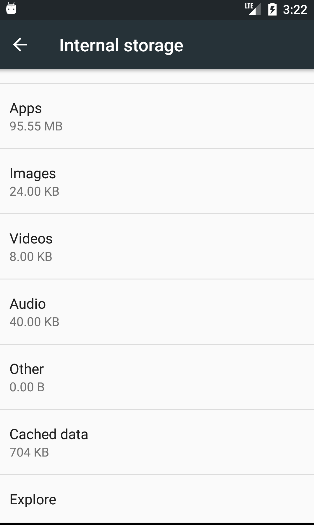 LTE 3:22
Internal storage
Apps
95.55 MB
Images
24.00 KB
Videos
8.00 KB
Audio
40.00 KB
Other
0.00 B
Cached data
704 KB
Explore